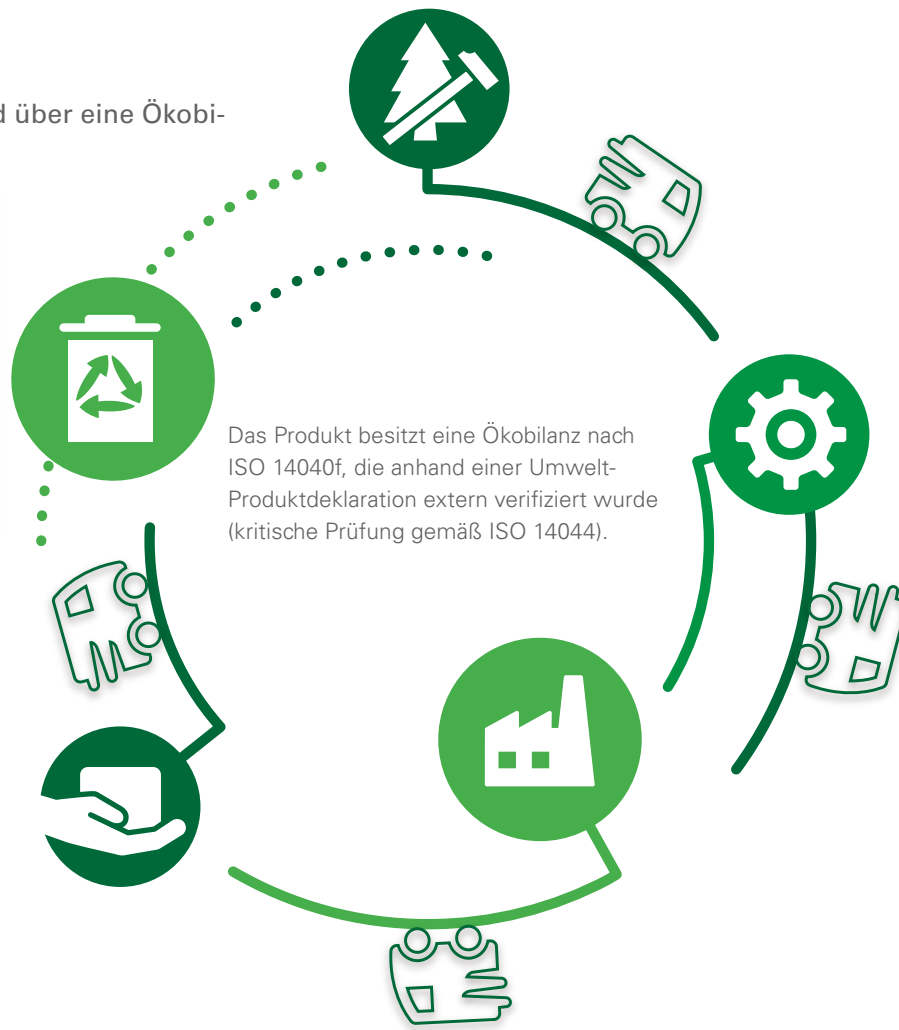 über eine Ökobi-
Das Produkt besitzt eine Ökobilanz nach
ISO 14040f, die anhand einer Umwelt-
Produktdeklaration extern verifiziert wurde
(kritische Prüfung gemäß ISO 14044).